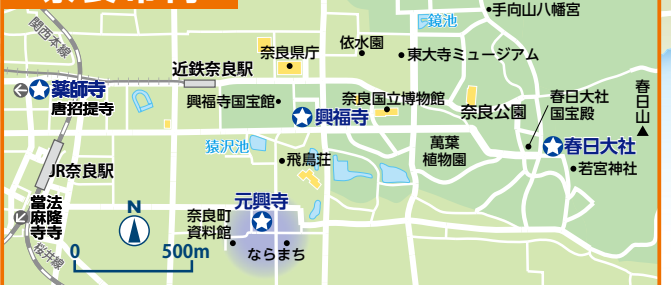 手向山八幡宮
鏡池
関西本線
奈良県庁
依水園
東大寺ミュージアム
近鉄奈良駅
薬師寺
唐招提寺
興福寺国宝館
奈良国立博物館
奈良公園
春日大社
国宝殿
春日山
興福寺
猿沢池
飛鳥荘
萬葉
植物園
春日大社
若宮神社
JR奈良駅
元興寺
法隆寺
當麻寺
N
奈良町
資料館
ならまち
桜井線
0
500m